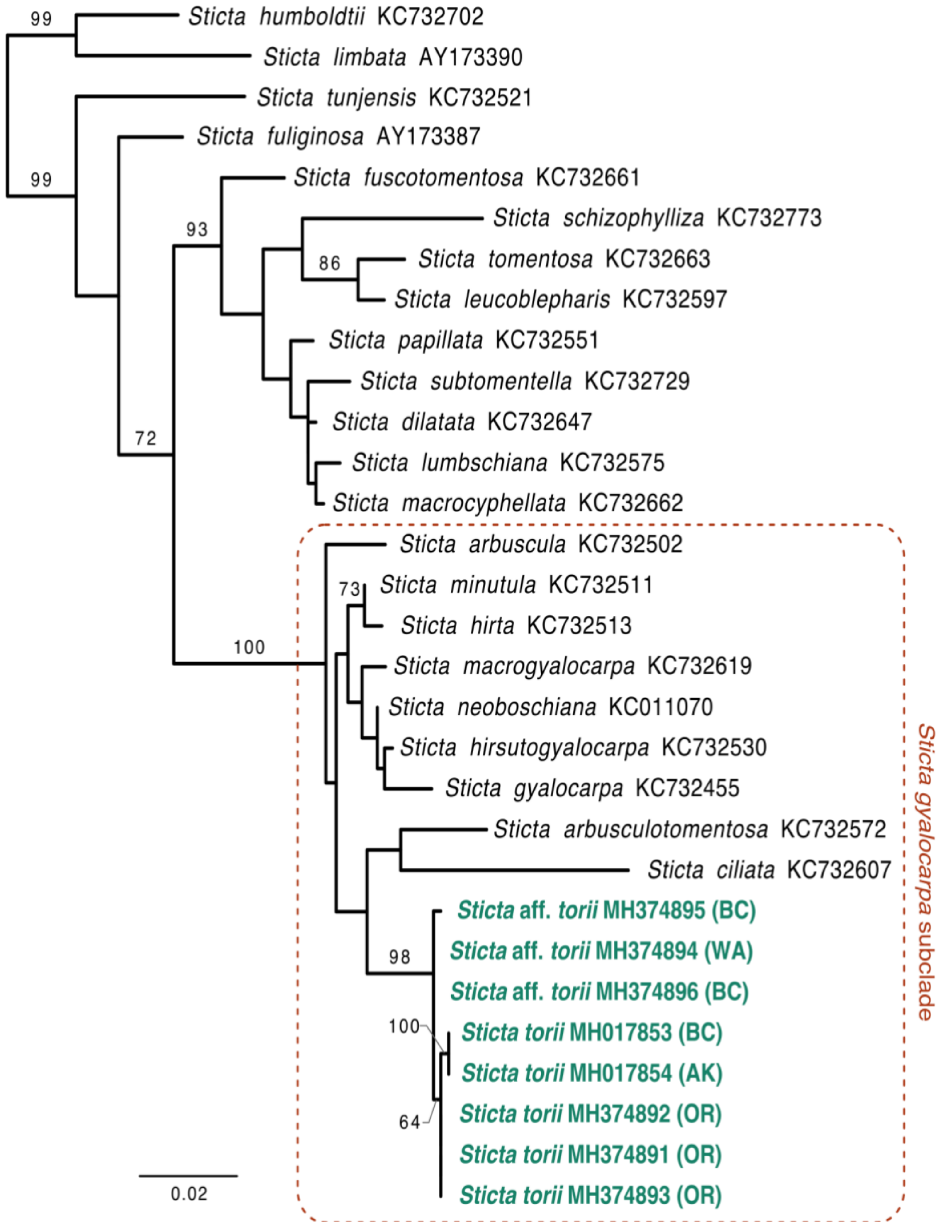 99
Sticta humboldtii KC732702
Sticta limbata AY173390
Sticta tunjensis KC732521
Sticta fuliginosa AY173387
99
Sticta fuscotomentosa KC732661
Sticta schizophylliza KC732773
93
Sticta tomentosa KC732663
86
Sticta leucoblepharis KC732597
Sticta papillata KC732551
Sticta subtomentella KC732729
Sticta dilatata KC732647
72
Sticta lumbschiana KC732575
Sticta macrocyphellata KC732662
Sticta arbuscula KC732502
73
Sticta minutula KC732511
Sticta hirta KC732513
100
Sticta macrogyalocarpa KC732619
Sticta neoboschiana KC011070
Sticta hirsutogyalocarpa KC732530
Sticta gyalocarpa KC732455
Sticta arbusculotomentosa KC732572
Sticta ciliata KC732607
Sticta aff. torii MH374895 (BC)
Sticta aff. torii MH374894 (WA)
98
Sticta aff. torii MH374896 (BC)
100
Sticta torii MH017853 (BC)
Sticta torii MH017854 (AK)
Sticta torii MH374892 (OR)
64
Sticta torii MH374891 (OR)
Sticta torii MH374893 (OR)
0.02
Sticta gyalocarpa subclade